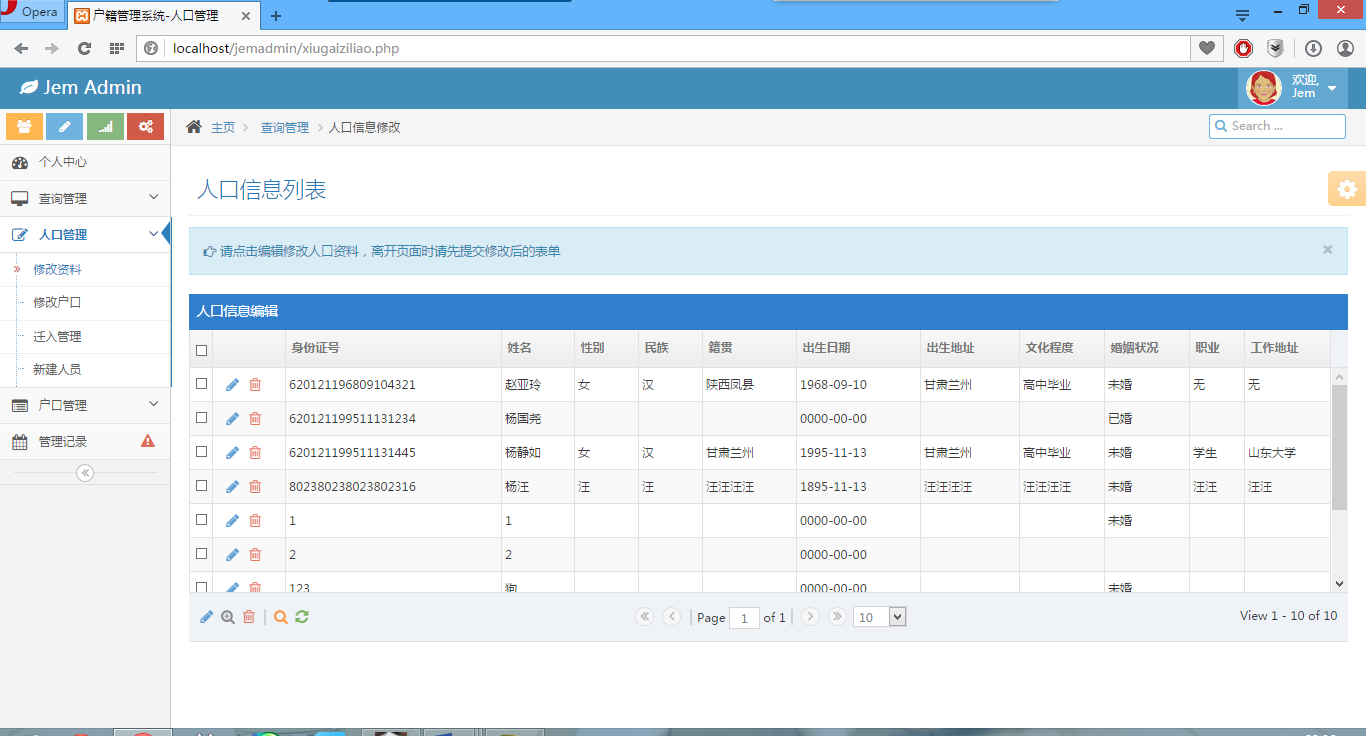 Opera
户籍管理系统-人口管理
localhost/jemadmin/xiugaiziliao.php
Jem Admin
欢迎,
Jem
主页
查询管理
人口信息修改
Search ...
个人中心
查询管理
人口管理
修改资料
修改户口
迁入管理
新建人员
户口管理
管理记录
人口信息列表
请点击编辑修改人口资料，离开页面时请先提交修改后的表单
人口信息编辑
身份证号 姓名 性别 民族 籍贯 出生日期 出生地址 文化程度 婚姻状况 职业 工作地址
620121196809104321 赵亚玲 女 汉 陕西凤县 1968-09-10 甘肃兰州 高中毕业 未婚 无 无
620121199511131234 杨国尧 0000-00-00 已婚
620121199511131445 杨静如 女 汉 甘肃兰州 1995-11-13 甘肃兰州 高中毕业 未婚 学生 山东大学
802380238023802316 杨汪 汪 汪 汪汪汪汪 1895-11-13 汪汪汪汪 汪汪汪汪 未婚 汪汪 汪汪
1 1 0000-00-00 未婚
2 2 0000-00-00
123 狗 0000-00-00 未婚
Page 1 of 1 10 View 1 - 10 of 10